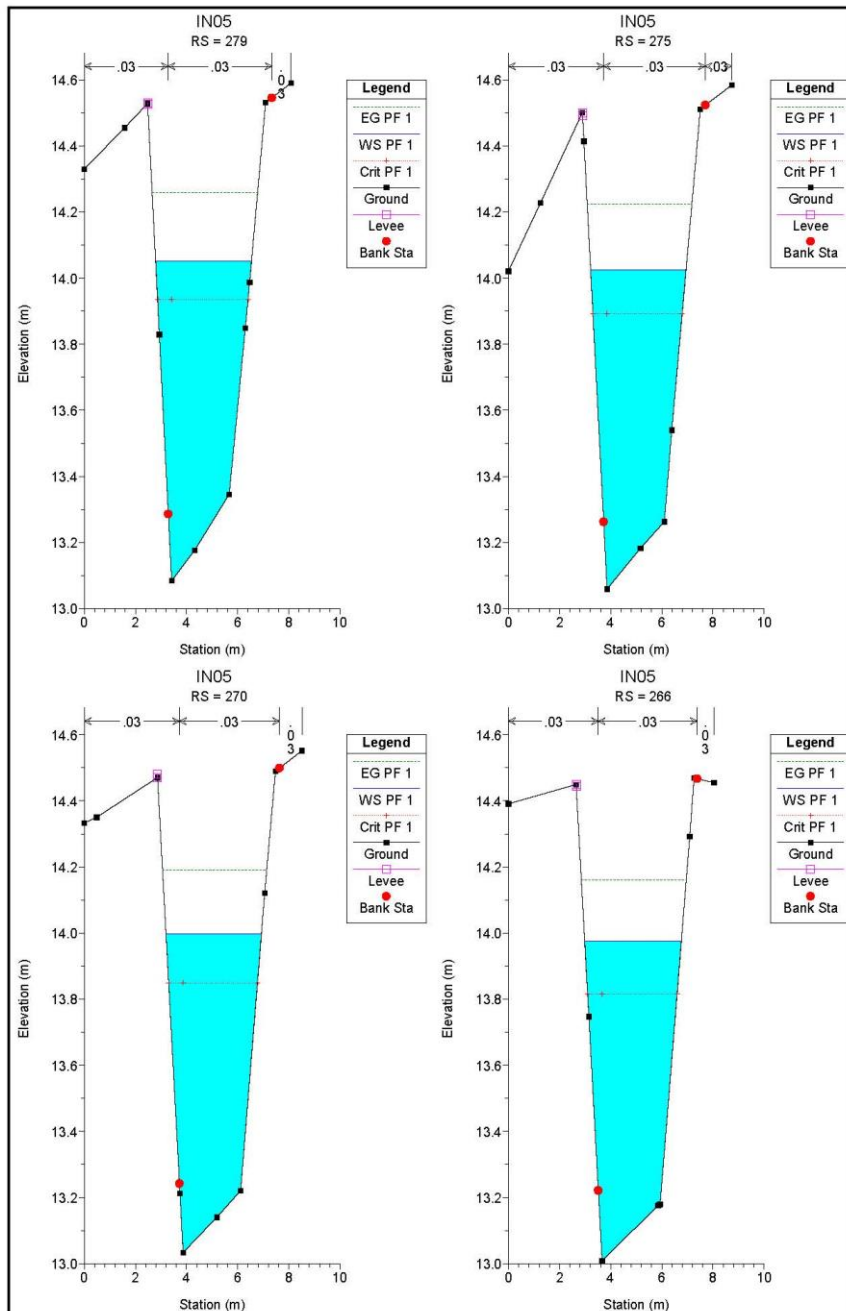 IN05
RS = 279
.03
.03
.03
14.6
14.4
14.2
14.0
13.8
13.6
13.4
13.2
13.0
0
2
4
6
8
10
Elevation (m)
Station (m)
Legend
EG PF 1
WS PF 1
Crit PF 1
Ground
Levee
Bank Sta
IN05
RS = 275
.03
.03
.03
14.6
14.4
14.2
14.0
13.8
13.6
13.4
13.2
13.0
0
2
4
6
8
10
Elevation (m)
Station (m)
Legend
EG PF 1
WS PF 1
Crit PF 1
Ground
Levee
Bank Sta
IN05
RS = 270
.03
.03
.03
14.6
14.4
14.2
14.0
13.8
13.6
13.4
13.2
13.0
0
2
4
6
8
10
Elevation (m)
Station (m)
Legend
EG PF 1
WS PF 1
Crit PF 1
Ground
Levee
Bank Sta
IN05
RS = 266
.03
.03
.03
14.6
14.4
14.2
14.0
13.8
13.6
13.4
13.2
13.0
0
2
4
6
8
10
Elevation (m)
Station (m)
Legend
EG PF 1
WS PF 1
Crit PF 1
Ground
Levee
Bank Sta